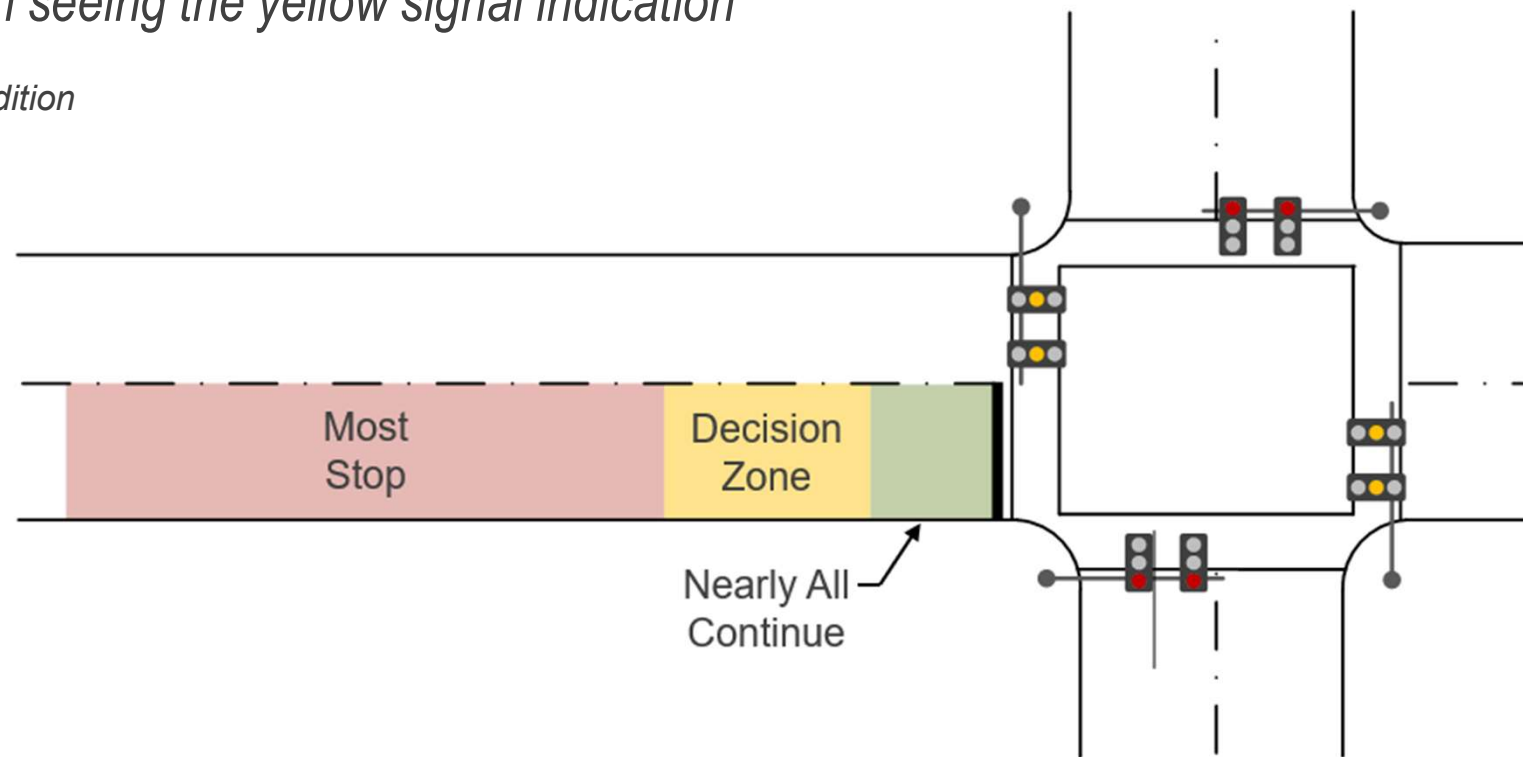 seeing the yellow signal indication
dition
Most
Stop
Decision
Zone
Nearly All
Continue